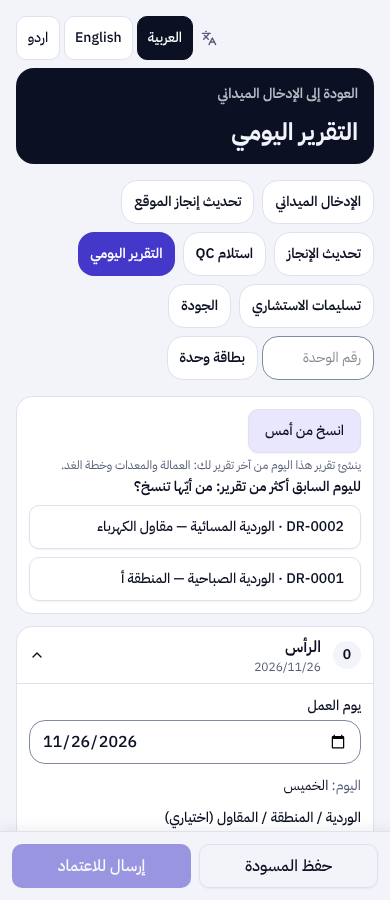 العربية
English
اردو
العودة إلى الإدخال الميداني
التقرير اليومي
الإدخال الميداني
تحديث إنجاز الموقع
تحديث الإنجاز
استلام QC
التقرير اليومي
تسليمات الاستشاري
الجودة
رقم الوحدة
بطاقة وحدة
انسخ من أمس
ينشئ تقرير هذا اليوم من آخر تقرير لك: العمالة والمعدات وخطة الغد.
لليوم السابق أكثر من تقرير: من أيّها تنسخ؟
DR-0002 · الوردية المسائية — مقاول الكهرباء
DR-0001 · الوردية الصباحية — المنطقة أ
0
الرأس
2026/11/26
يوم العمل
11/26/2026
اليوم: الخميس
الوردية / المنطقة / المقاول (اختياري)
حفظ المسودة
إرسال للاعتماد